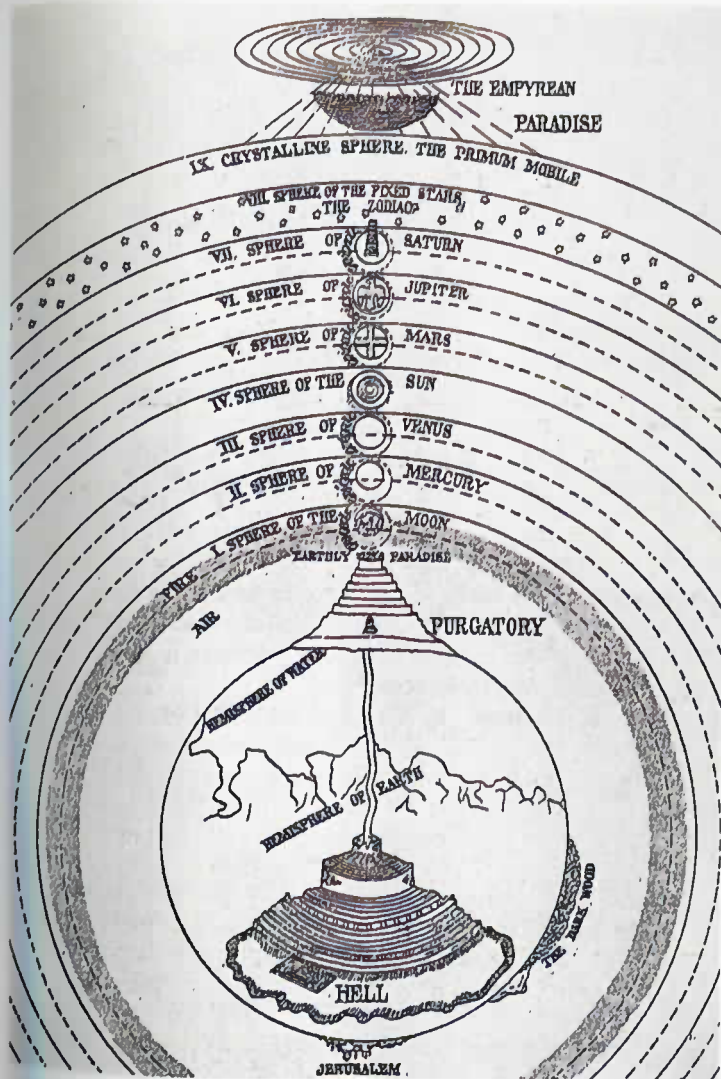 THE EMPYREAN
PARADISE
IX. CRYSTALLINE SPHERE. THE PRIMUM MOBILE
VIII. SPHERE OF THE FIXED STARS
THE ZODIAC
VII. SPHERE OF SATURN
VI. SPHERE OF JUPITER
V. SPHERE OF MARS
IV. SPHERE OF THE SUN
III. SPHERE OF VENUS
II. SPHERE OF MERCURY
I. SPHERE OF THE MOON
EARTHLY PARADISE
FIRE
AIR
PURGATORY
HEMISPHERE OF WATER
HEMISPHERE OF EARTH
THE DARK WOOD
HELL
JERUSALEM